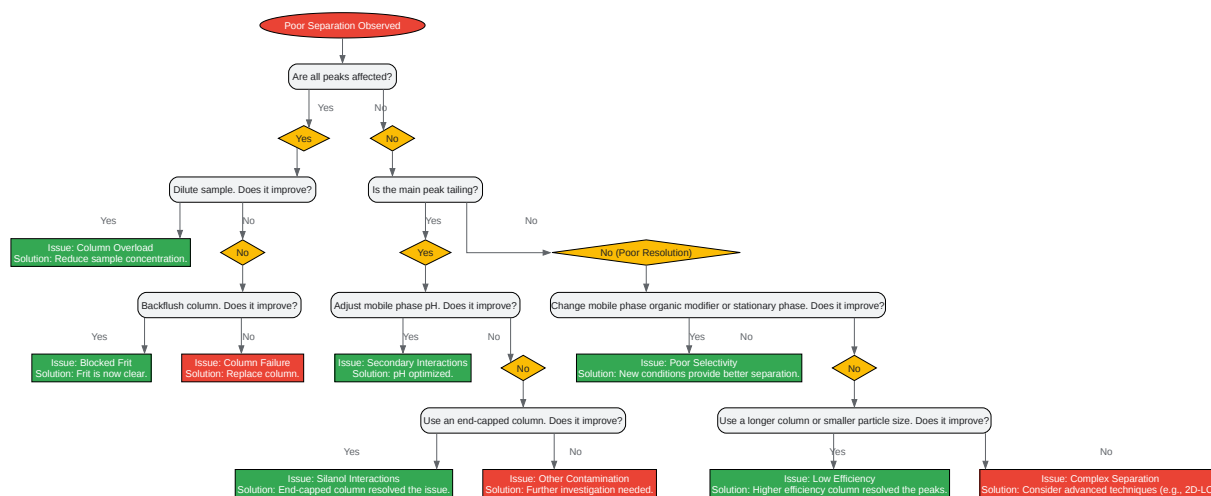 Poor Separation Observed
Are all peaks affected?
Yes
No
Yes
No
Dilute sample. Does it improve?
Is the main peak tailing?
Yes
No
Yes
No
Issue: Column Overload
Solution: Reduce sample concentration.
No
Yes
No (Poor Resolution)
Backflush column. Does it improve?
Adjust mobile phase pH. Does it improve?
Change mobile phase organic modifier or stationary phase. Does it improve?
Yes
No
Yes
No
Yes
No
Issue: Blocked Frit
Solution: Frit is now clear.
Issue: Column Failure
Solution: Replace column.
Issue: Secondary Interactions
Solution: pH optimized.
No
Issue: Poor Selectivity
Solution: New conditions provide better separation.
No
Use an end-capped column. Does it improve?
Use a longer column or smaller particle size. Does it improve?
Yes
No
Yes
No
Issue: Silanol Interactions
Solution: End-capped column resolved the issue.
Issue: Other Contamination
Solution: Further investigation needed.
Issue: Low Efficiency
Solution: Higher efficiency column resolved the peaks.
Issue: Complex Separation
Solution: Consider advanced techniques (e.g., 2D-LC